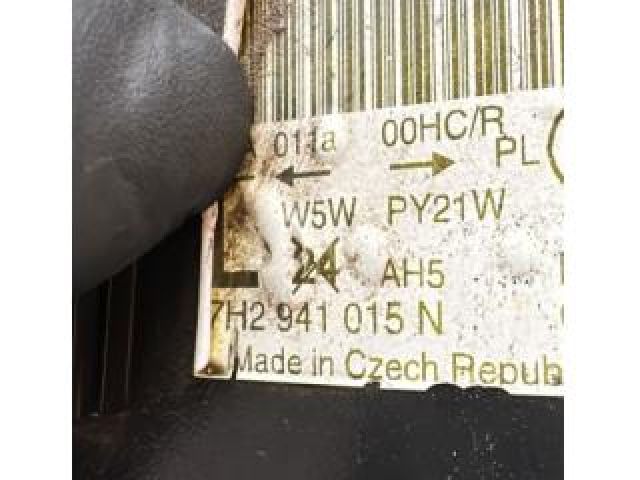 011a 00HC/R
← → PL
W5W PY21W
24 AH5
7H2 941 015 N
Made in Czech Repub